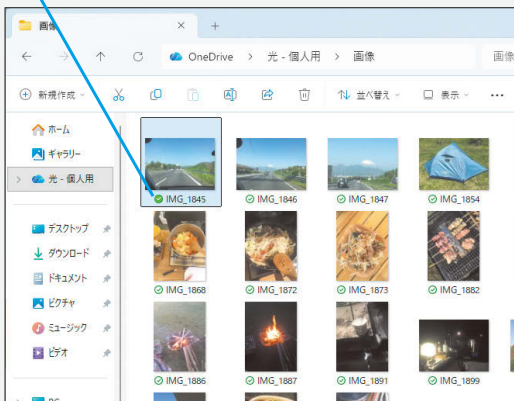 画像
OneDrive > 光 - 個人用 > 画像
画像
新規作成
並べ替え
表示
ホーム
ギャラリー
光 - 個人用
デスクトップ
ダウンロード
ドキュメント
ピクチャ
ミュージック
ビデオ
IMG_1845
IMG_1846
IMG_1847
IMG_1854
IMG_1868
IMG_1872
IMG_1873
IMG_1882
IMG_1886
IMG_1887
IMG_1891
IMG_1899